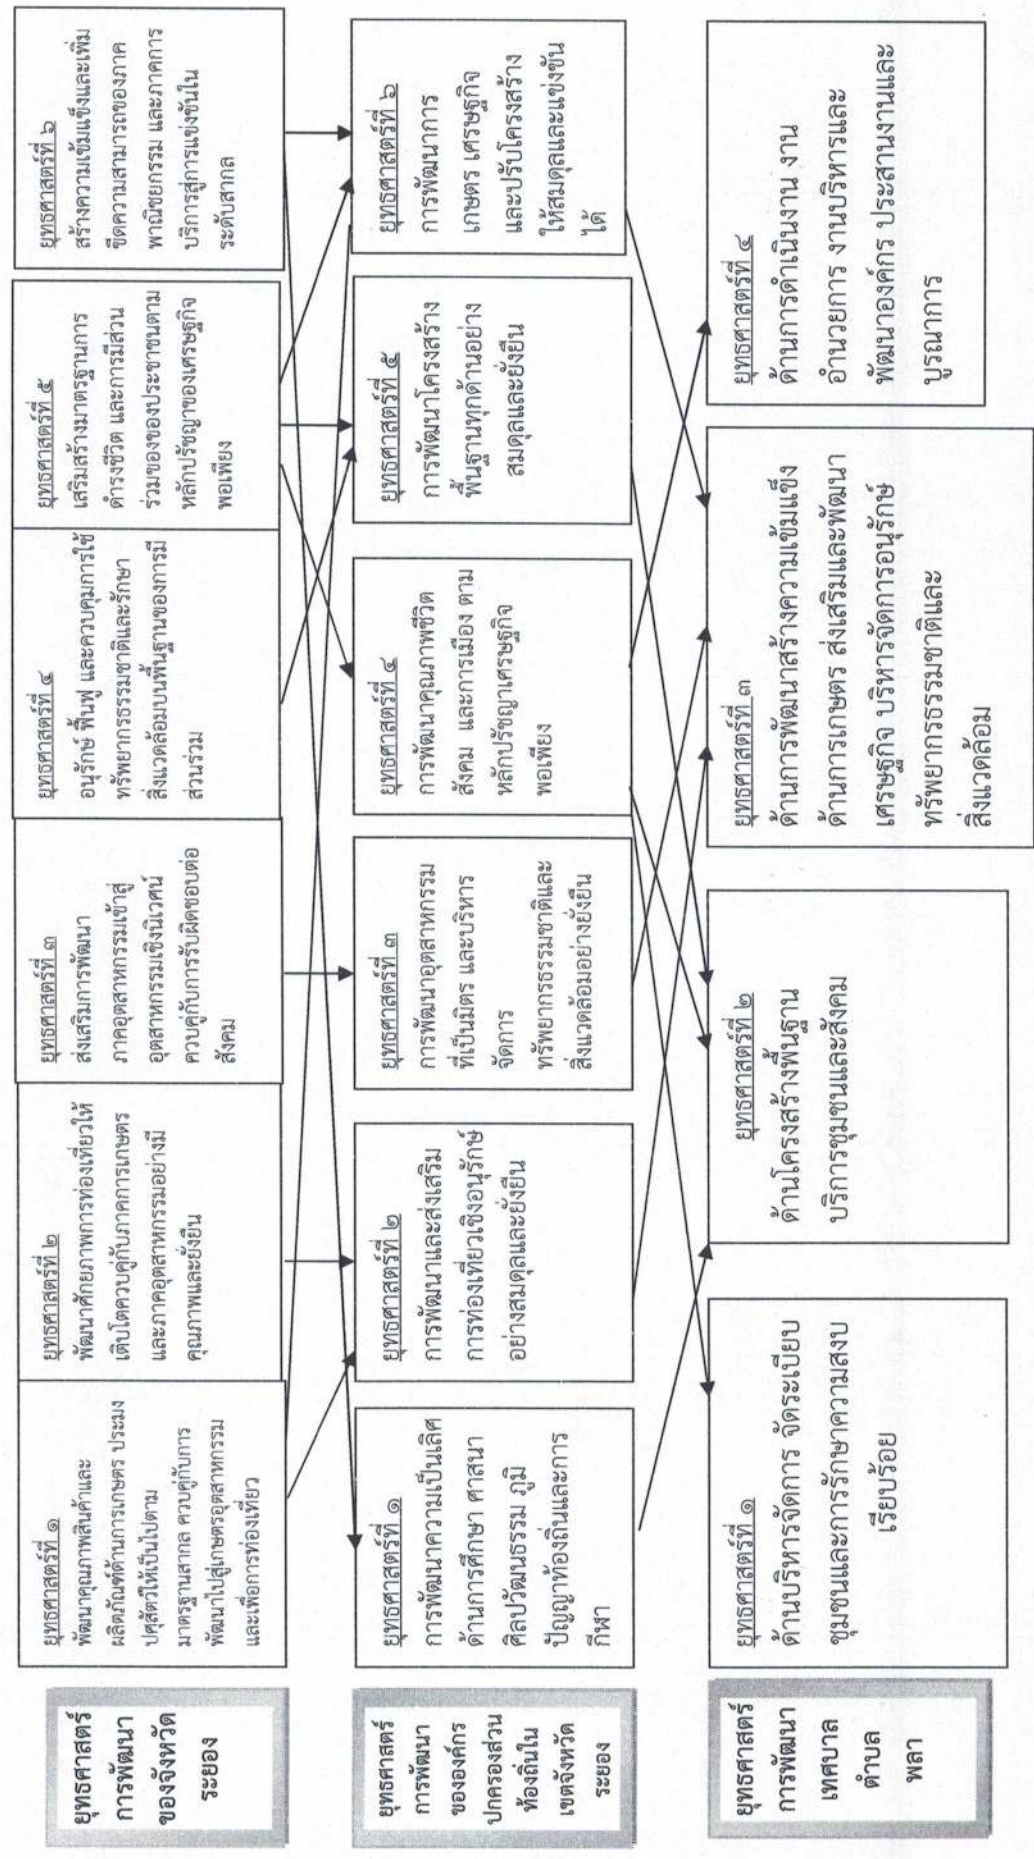 ยุทธศาสตร์
การพัฒนา
ของจังหวัด
ระยอง
ยุทธศาสตร์ที่ ๑
พัฒนาคุณภาพสินค้าและ
ผลิตภัณฑ์ด้านการเกษตร ประมง
ปศุสัตว์ให้เป็นไปตาม
มาตรฐานสากล ควบคู่กับการ
พัฒนาไปสู่เกษตรอุตสาหกรรม
และเพื่อการท่องเที่ยว
ยุทธศาสตร์ที่ ๒
พัฒนาศักยภาพการท่องเที่ยวให้
เติบโตควบคู่กับภาคการเกษตร
และภาคอุตสาหกรรมอย่างมี
คุณภาพและยั่งยืน
ยุทธศาสตร์ที่ ๓
ส่งเสริมการพัฒนา
ภาคอุตสาหกรรมเข้าสู่
อุตสาหกรรมเชิงนิเวศน์
ควบคู่กับการรับผิดชอบต่อ
สังคม
ยุทธศาสตร์ที่ ๔
อนุรักษ์ ฟื้นฟู และควบคุมการใช้
ทรัพยากรธรรมชาติและรักษา
สิ่งแวดล้อมบนพื้นฐานของการมี
ส่วนร่วม
ยุทธศาสตร์ที่ ๕
เสริมสร้างมาตรฐานการ
ดำรงชีวิต และการมีส่วน
ร่วมของของประชาชนตาม
หลักปรัชญาของเศรษฐกิจ
พอเพียง
ยุทธศาสตร์ที่ ๖
สร้างความเข้มแข็งและเพิ่ม
ขีดความสามารถของภาค
พาณิชยกรรม และภาคการ
บริการสู่การแข่งขันใน
ระดับสากล
ยุทธศาสตร์
การพัฒนา
ขององค์กร
ปกครองส่วน
ท้องถิ่นใน
เขตจังหวัด
ระยอง
ยุทธศาสตร์ที่ ๑
การพัฒนาความเป็นเลิศ
ด้านการศึกษา ศาสนา
ศิลปวัฒนธรรม ภูมิ
ปัญญาท้องถิ่นและการ
กีฬา
ยุทธศาสตร์ที่ ๒
การพัฒนาและส่งเสริม
การท่องเที่ยวเชิงอนุรักษ์
อย่างสมดุลและยั่งยืน
ยุทธศาสตร์ที่ ๓
การพัฒนาอุตสาหกรรม
ที่เป็นมิตร และบริหาร
จัดการ
ทรัพยากรธรรมชาติและ
สิ่งแวดล้อมอย่างยั่งยืน
ยุทธศาสตร์ที่ ๔
การพัฒนาคุณภาพชีวิต
สังคม และการเมือง ตาม
หลักปรัชญาเศรษฐกิจ
พอเพียง
ยุทธศาสตร์ที่ ๕
การพัฒนาโครงสร้าง
พื้นฐานทุกด้านอย่าง
สมดุลและยั่งยืน
ยุทธศาสตร์ที่ ๖
การพัฒนาการ
เกษตร เศรษฐกิจ
และปรับโครงสร้าง
ให้สมดุลและแข่งขัน
ได้
ยุทธศาสตร์
การพัฒนา
เทศบาล
ตำบล
พลา
ยุทธศาสตร์ที่ ๑
ด้านบริหารจัดการ จัดระเบียบ
ชุมชนและการรักษาความสงบ
เรียบร้อย
ยุทธศาสตร์ที่ ๒
ด้านโครงสร้างพื้นฐาน
บริการชุมชนและสังคม
ยุทธศาสตร์ที่ ๓
ด้านการพัฒนาสร้างความเข้มแข็ง
ด้านการเกษตร ส่งเสริมและพัฒนา
เศรษฐกิจ บริหารจัดการอนุรักษ์
ทรัพยากรธรรมชาติและ
สิ่งแวดล้อม
ยุทธศาสตร์ที่ ๔
ด้านการดำเนินงาน งาน
อำนวยการ งานบริหารและ
พัฒนาองค์กร ประสานงานและ
บูรณาการ